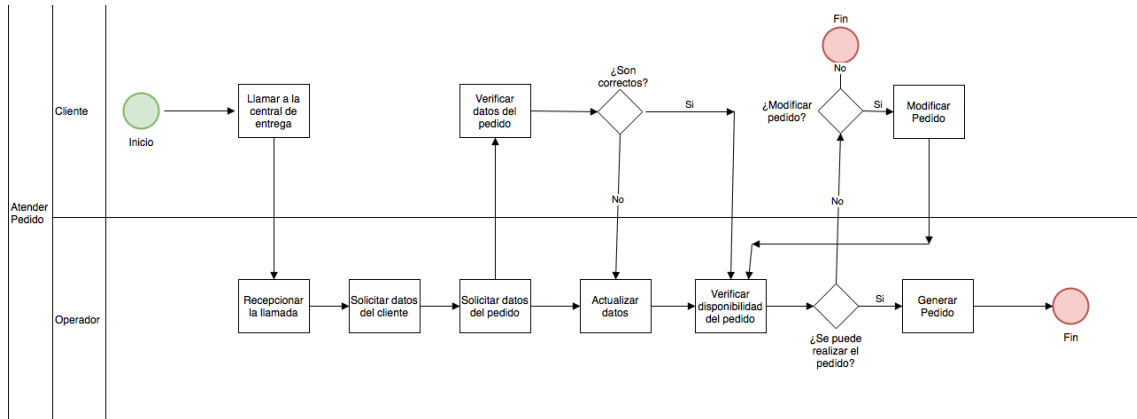 Fin
¿Son
correctos?
No
Cliente
Llamar a la
central de
entrega
Verificar
datos del
pedido
Si
¿Modificar
pedido?
Si
Modificar
Pedido
Inicio
No
No
Atender
Pedido
Operador
Recepcionar
la llamada
Solicitar datos
del cliente
Solicitar datos
del pedido
Actualizar
datos
Verificar
disponibilidad
del pedido
Si
Generar
Pedido
¿Se puede
realizar el
pedido?
Fin